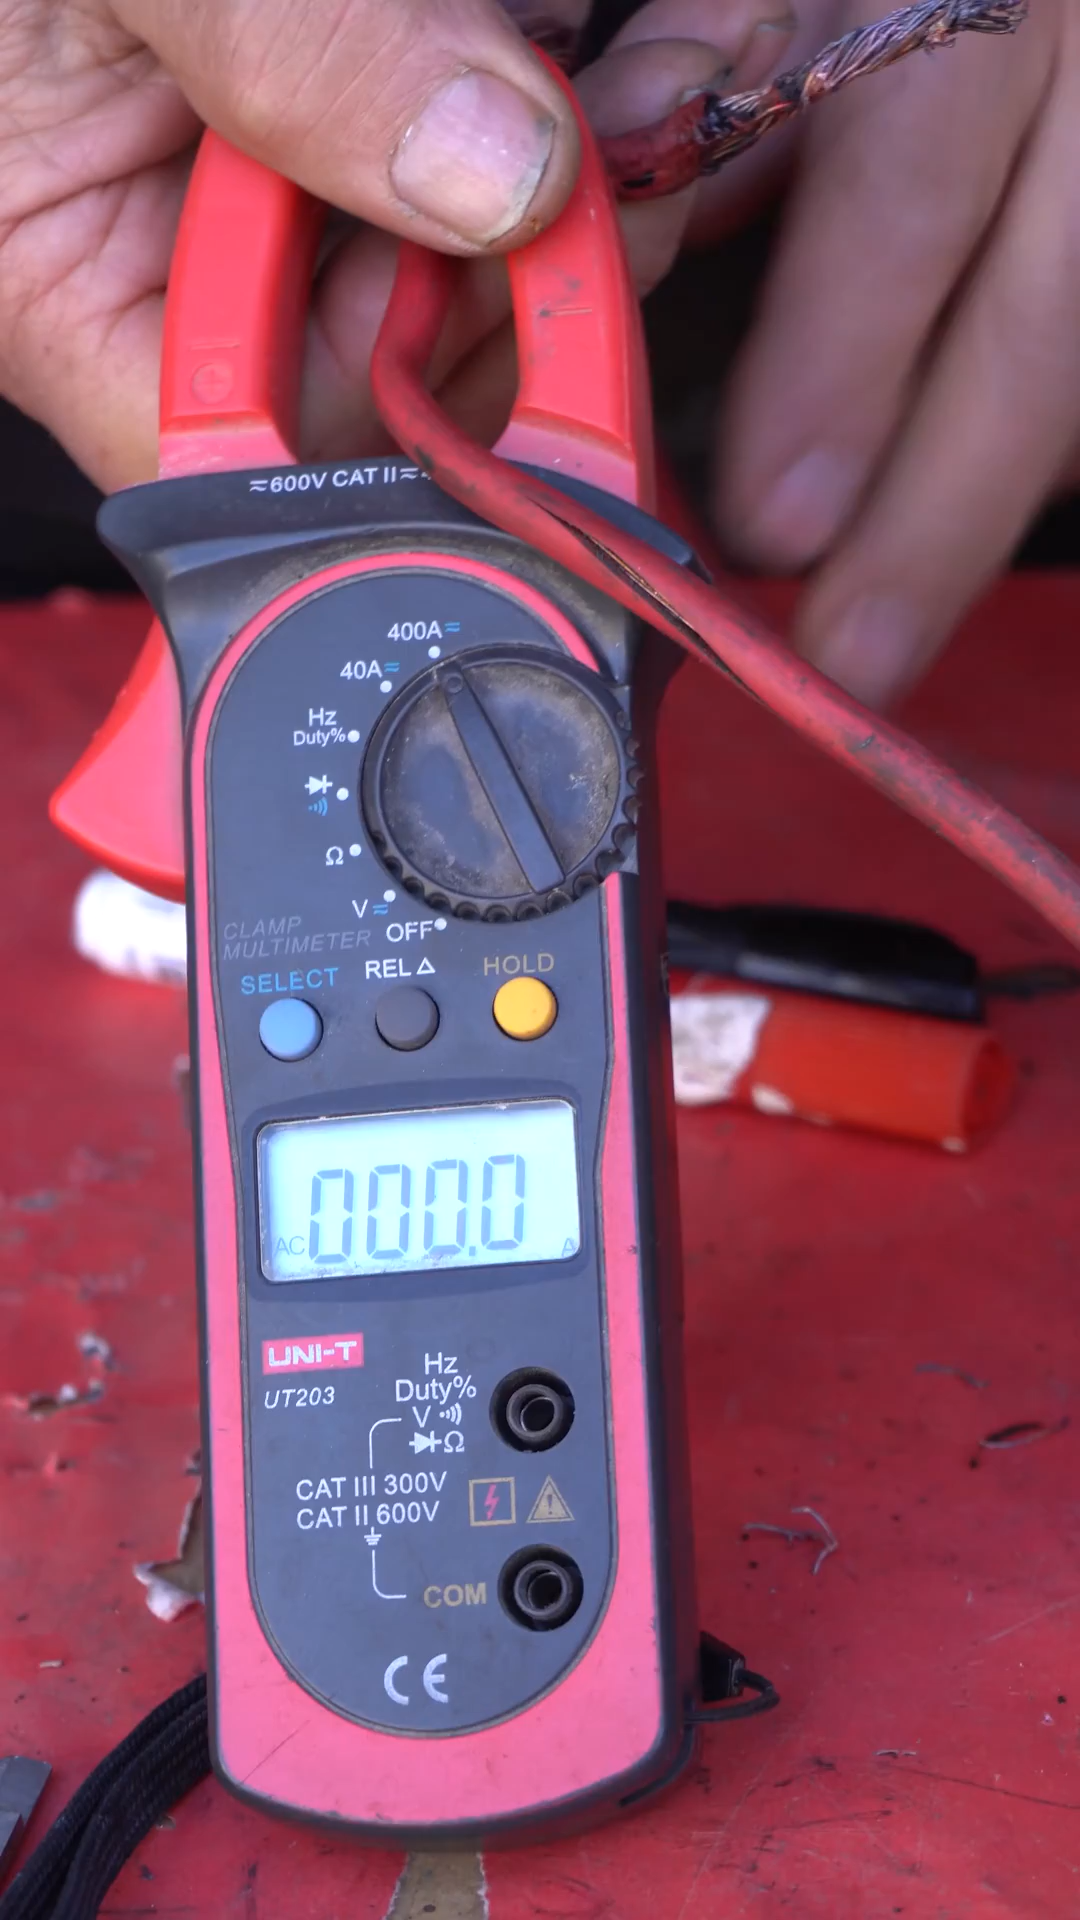 ≂600V CAT II≂
400A≂
40A≂
Hz
Duty%
Ω
V≂
OFF
CLAMP
MULTIMETER
SELECT
REL△
HOLD
AC 000.0 A
UNI-T
UT203
Hz
Duty%
V
Ω
CAT III 300V
CAT II 600V
COM
CE